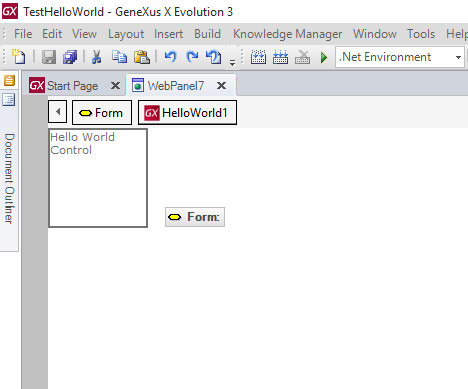 GX TestHelloWorld - GeneXus X Evolution 3
File Edit View Layout Insert Build Knowledge Manager Window Tools
.Net Environment
GX Start Page WebPanel7
Form GX HelloWorld1
Hello World
Control
Form:
Document Outliner